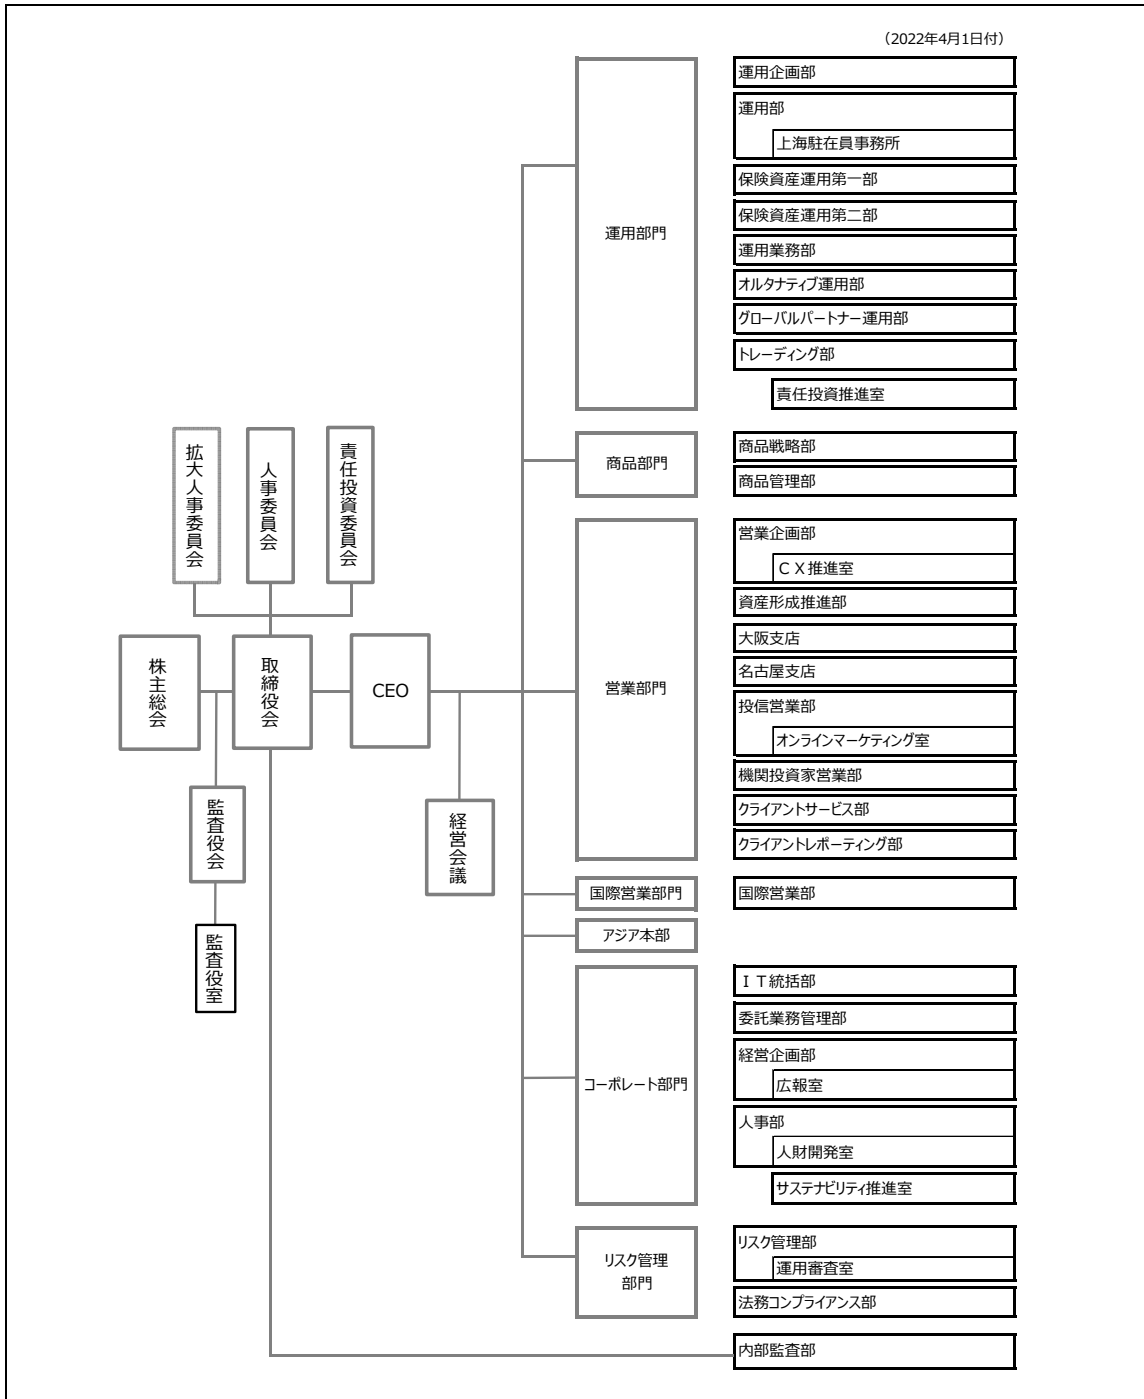 （2022年4月1日付）
運用部門
運用企画部
運用部
上海駐在員事務所
保険資産運用第一部
保険資産運用第二部
運用業務部
オルタナティブ運用部
グローバルパートナー運用部
トレーディング部
責任投資推進室
商品部門
商品戦略部
商品管理部
拡大人事委員会
人事委員会
責任投資委員会
株主総会
取締役会
CEO
監査役会
監査役室
経営会議
営業部門
営業企画部
ＣＸ推進室
資産形成推進部
大阪支店
名古屋支店
投信営業部
オンラインマーケティング室
機関投資家営業部
クライアントサービス部
クライアントレポーティング部
国際営業部門
国際営業部
アジア本部
コーポレート部門
ＩＴ統括部
委託業務管理部
経営企画部
広報室
人事部
人財開発室
サステナビリティ推進室
リスク管理
部門
リスク管理部
運用審査室
法務コンプライアンス部
内部監査部